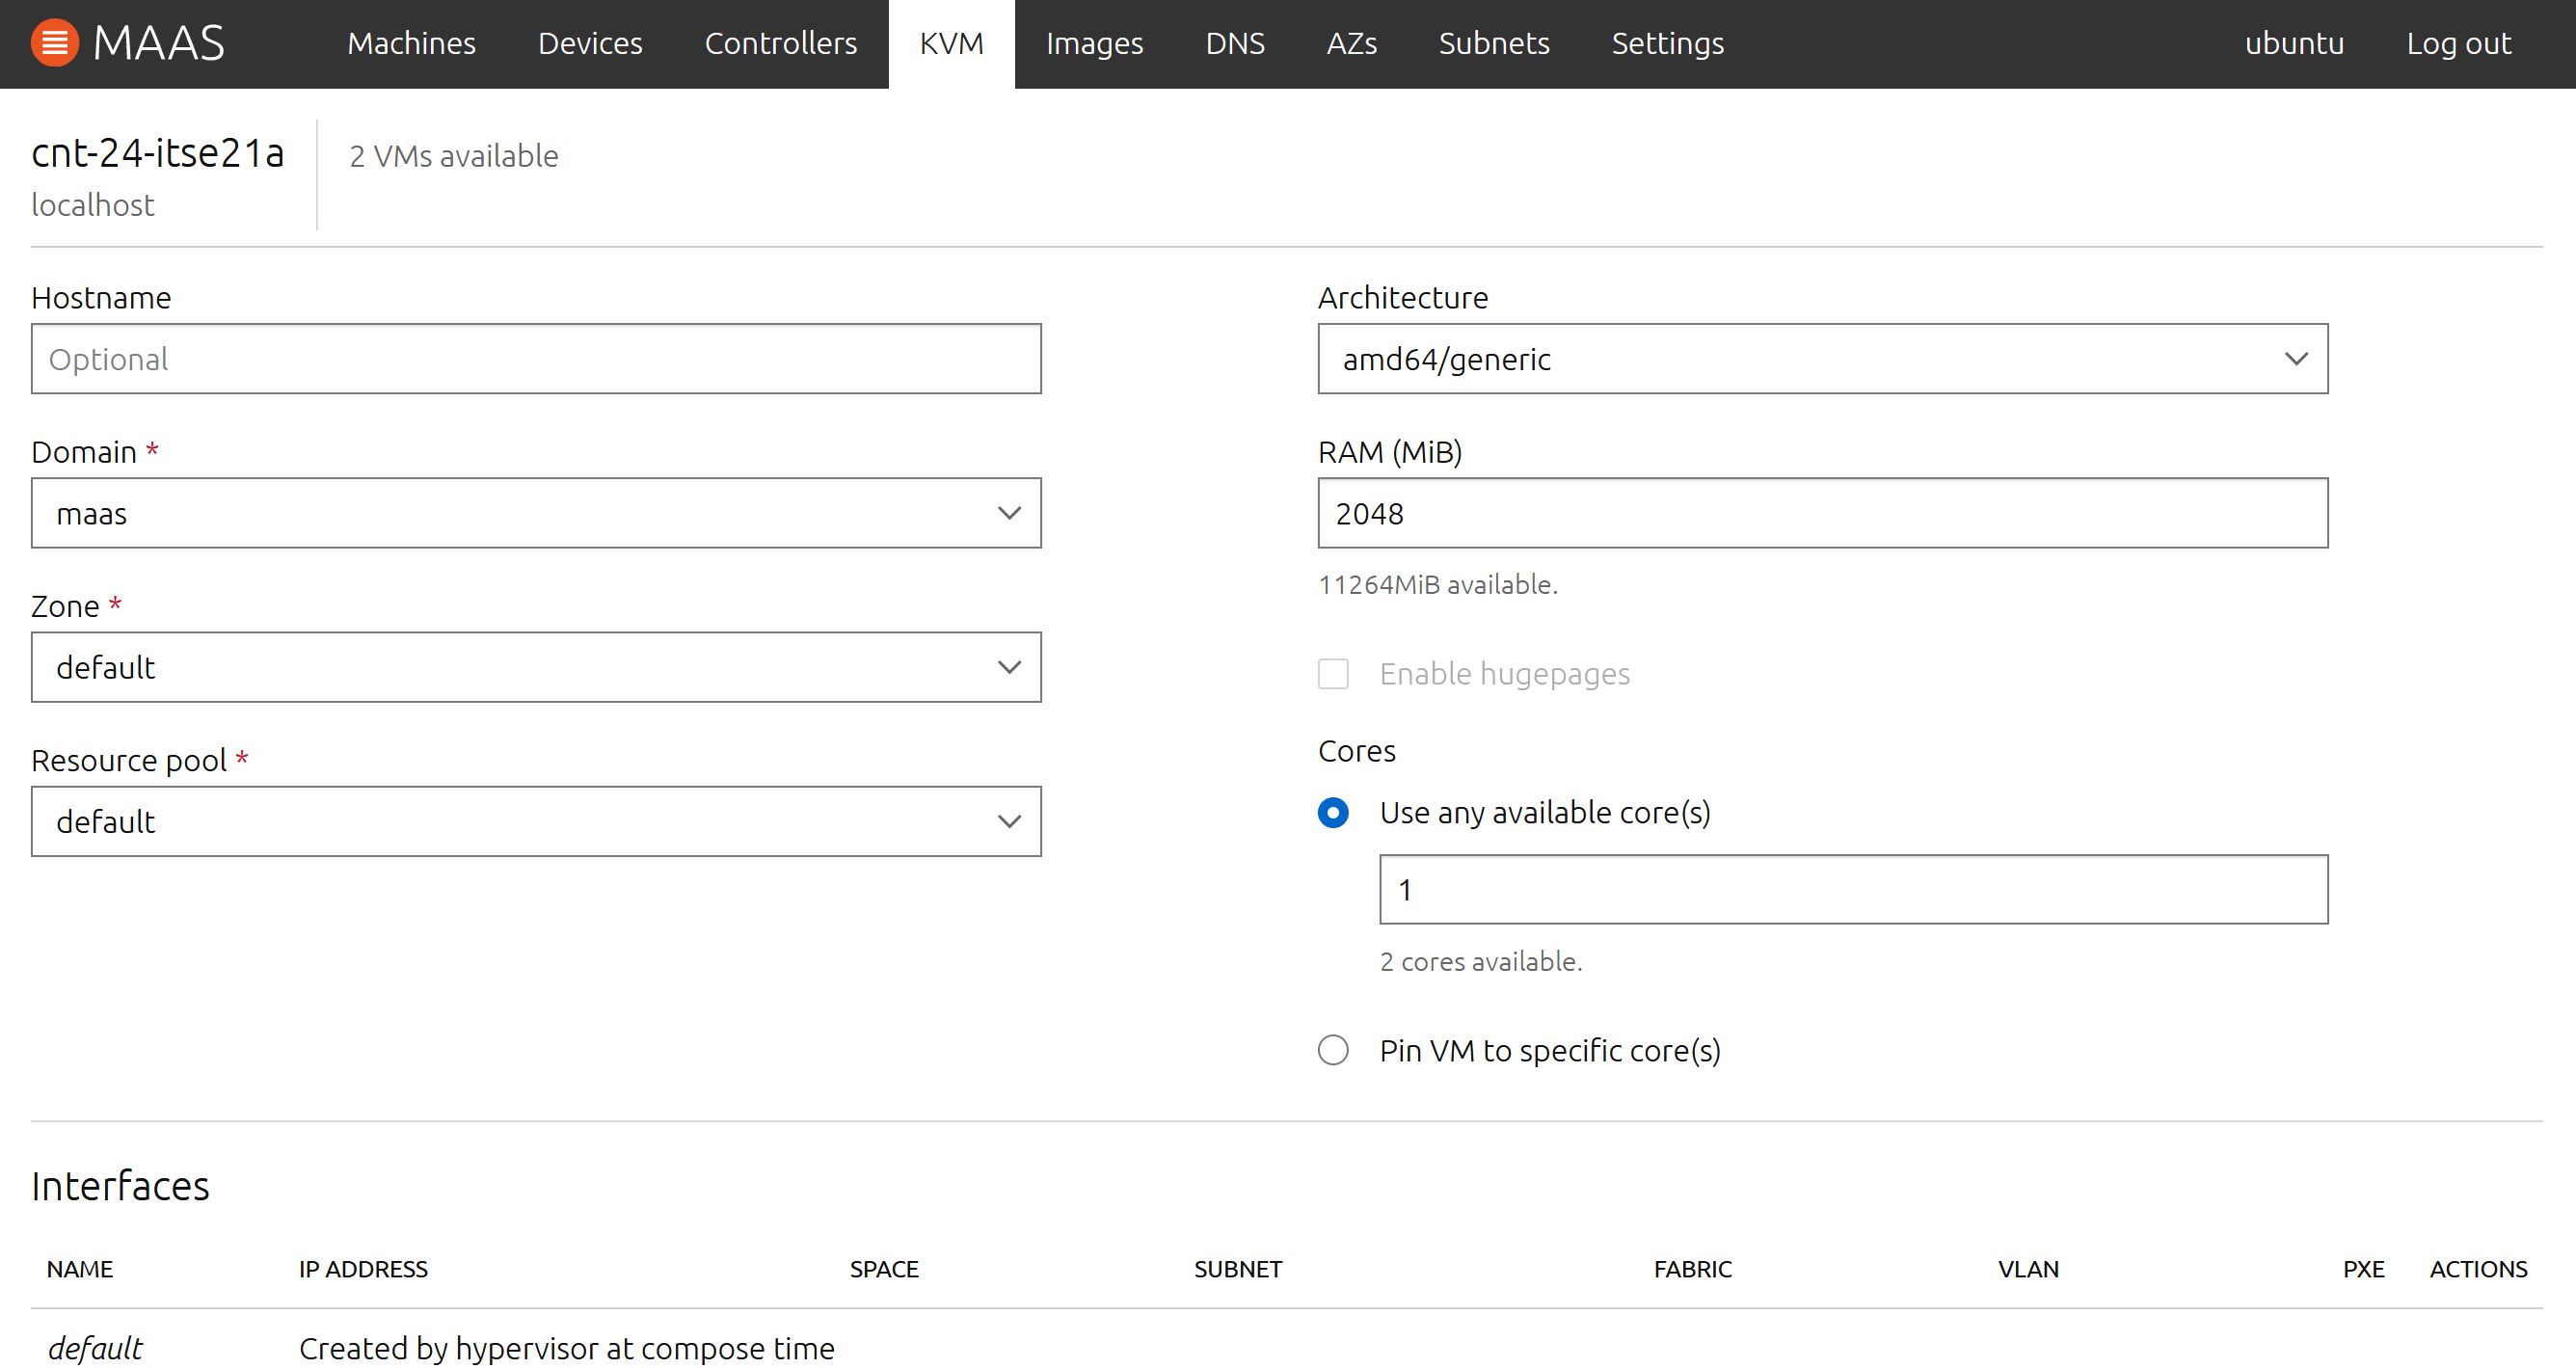 MAAS Machines Devices Controllers KVM Images DNS AZs Subnets Settings ubuntu Log out
cnt-24-itse21a
localhost
2 VMs available
Hostname
Optional
Domain *
maas
Zone *
default
Resource pool *
default
Architecture
amd64/generic
RAM (MiB)
2048
11264MiB available.
Enable hugepages
Cores
Use any available core(s)
1
2 cores available.
Pin VM to specific core(s)
Interfaces
NAME IP ADDRESS SPACE SUBNET FABRIC VLAN PXE ACTIONS
default Created by hypervisor at compose time